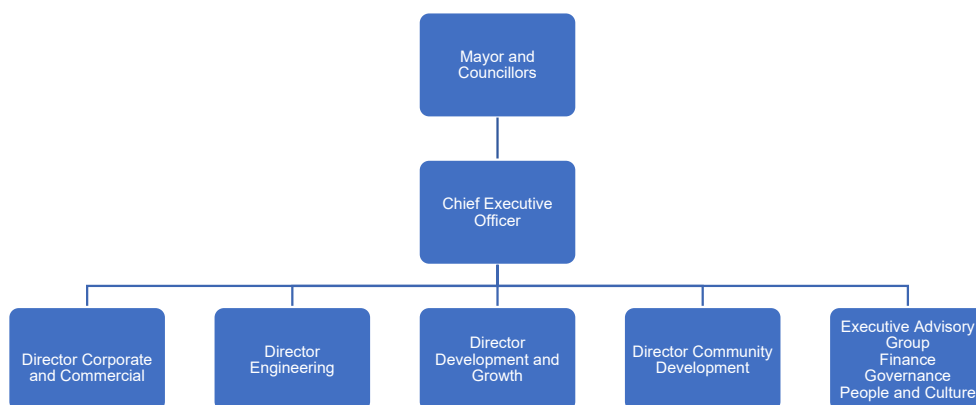 Mayor and
Councillors
Chief Executive
Officer
Director Corporate
and Commercial
Director
Engineering
Director
Development and
Growth
Director Community
Development
Executive Advisory
Group
Finance
Governance
People and Culture